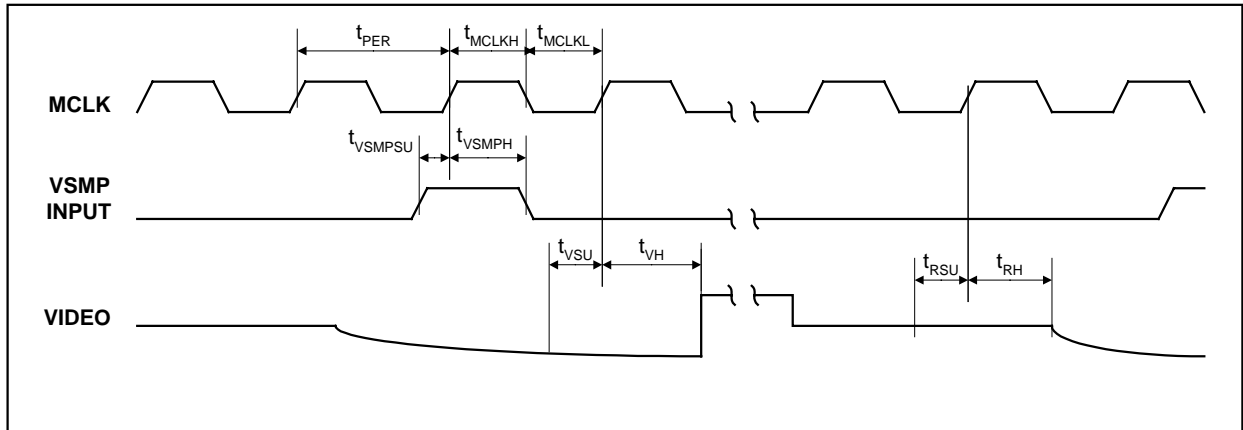 tPER tMCLKH tMCLKL
MCLK
tVSMPSU tVSMPH
VSMP
INPUT
tVSU tVH tRSU tRH
VIDEO